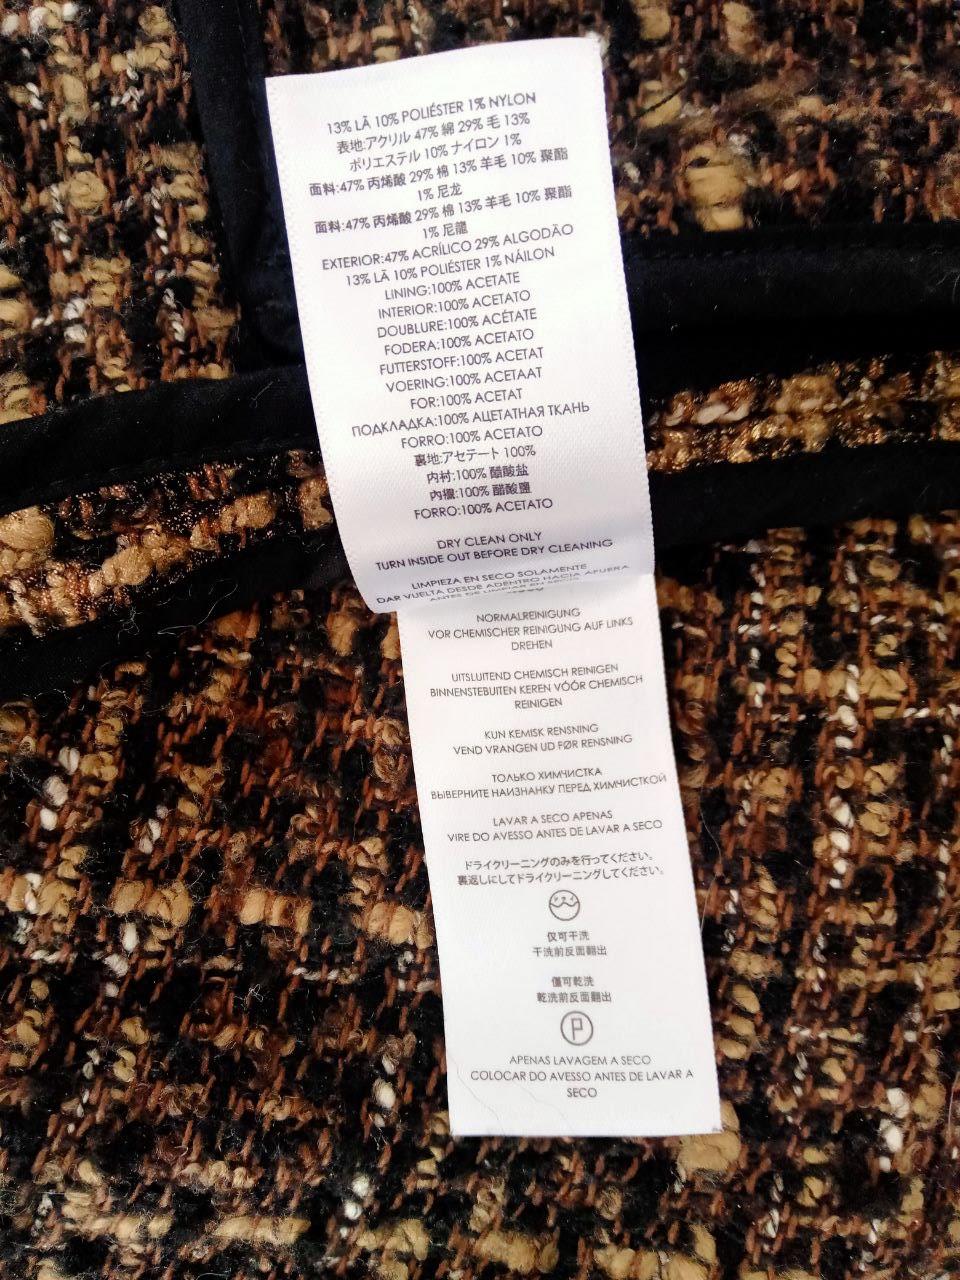 13% LÃ 10% POLIÉSTER 1% NYLON
表地:アクリル 47% 綿 29% 毛 13%
ポリエステル 10% ナイロン 1%
面料:47% 丙烯酸 29% 棉 13% 羊毛 10% 聚酯
1% 尼龙
面料:47% 丙烯酸 29% 棉 13% 羊毛 10% 聚酯
1% 尼龍
EXTERIOR:47% ACRÍLICO 29% ALGODÃO
13% LÃ 10% POLIÉSTER 1% NÁILON
LINING:100% ACETATE
INTERIOR:100% ACETATO
DOUBLURE:100% ACÉTATE
FODERA:100% ACETATO
FUTTERSTOFF:100% ACETAT
VOERING:100% ACETAAT
FOR:100% ACETAT
ПОДКЛАДКА:100% АЦЕТАТНАЯ ТКАНЬ
FORRO:100% ACETATO
裏地:アセテート 100%
内衬:100% 醋酸盐
內襯:100% 醋酸鹽
FORRO:100% ACETATO
DRY CLEAN ONLY
TURN INSIDE OUT BEFORE DRY CLEANING
LIMPIEZA EN SECO SOLAMENTE
DAR VUELTA DESDE ADENTRO HACIA AFUERA
ANTES DE LIMPIAR EN SECO
NORMALREINIGUNG
VOR CHEMISCHER REINIGUNG AUF LINKS
DREHEN
UITSLUITEND CHEMISCH REINIGEN
BINNENSTEBUITEN KEREN VÓÓR CHEMISCH
REINIGEN
KUN KEMISK RENSNING
VEND VRANGEN UD FØR RENSNING
ТОЛЬКО ХИМЧИСТКА
ВЫВЕРНИТЕ НАИЗНАНКУ ПЕРЕД ХИМЧИСТКОЙ
LAVAR A SECO APENAS
VIRE DO AVESSO ANTES DE LAVAR A SECO
ドライクリーニングのみを行ってください。
裏返しにしてドライクリーニングしてください。
仅可干洗
干洗前反面翻出
僅可乾洗
乾洗前反面翻出
P
APENAS LAVAGEM A SECO
COLOCAR DO AVESSO ANTES DE LAVAR A
SECO